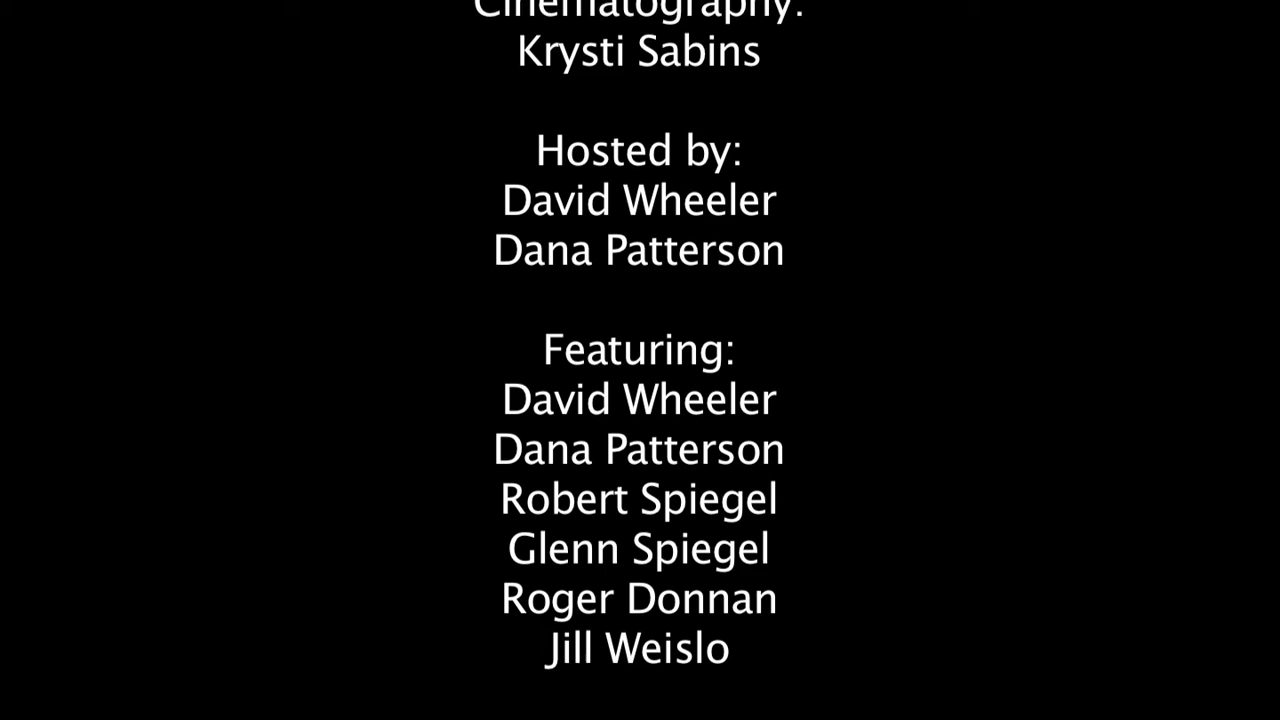 Cinematography:
Krysti Sabins
Hosted by:
David Wheeler
Dana Patterson
Featuring:
David Wheeler
Dana Patterson
Robert Spiegel
Glenn Spiegel
Roger Donnan
Jill Weislo